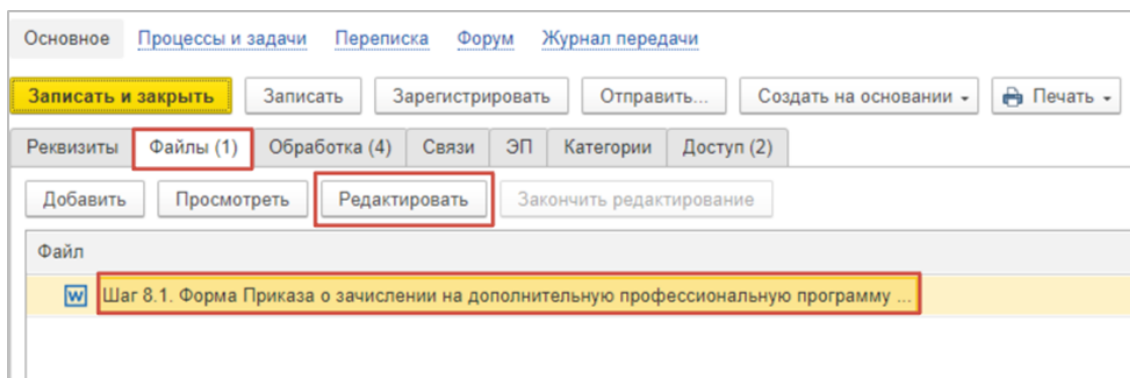 Основное Процессы и задачи Переписка Форум Журнал передачи
Записать и закрыть Записать Зарегистрировать Отправить... Создать на основании Печать
Реквизиты Файлы (1) Обработка (4) Связи ЭП Категории Доступ (2)
Добавить Просмотреть Редактировать Закончить редактирование
Файл
W Шаг 8.1. Форма Приказа о зачислении на дополнительную профессиональную программу ...